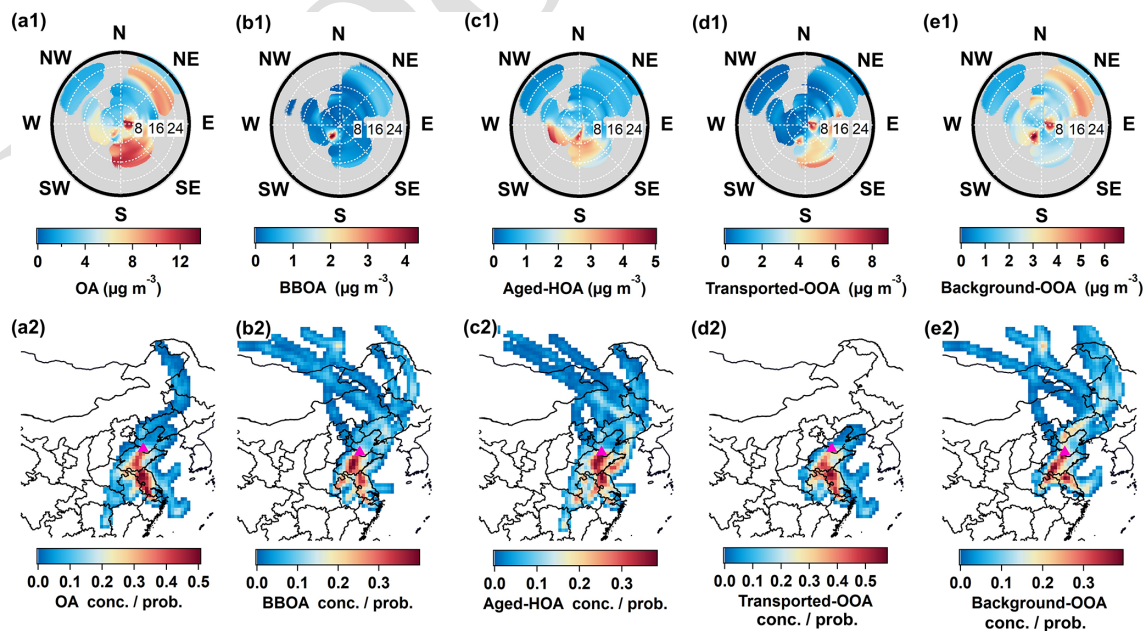 (a1)
N
NW
NE
W
8 16 24
E
SW
SE
S
0 4 8 12
OA (µg m⁻³)
(b1)
N
NW
NE
W
8 16 24
E
SW
SE
S
0 1 2 3 4
BBOA (µg m⁻³)
(c1)
N
NW
NE
W
8 16 24
E
SW
SE
S
0 1 2 3 4 5
Aged-HOA (µg m⁻³)
(d1)
N
NW
NE
W
8 16 24
E
SW
SE
S
0 2 4 6 8
Transported-OOA (µg m⁻³)
(e1)
N
NW
NE
W
8 16 24
E
SW
SE
S
0 1 2 3 4 5 6
Background-OOA (µg m⁻³)
(a2)
0.0 0.1 0.2 0.3 0.4 0.5
OA conc. / prob.
(b2)
0.0 0.1 0.2 0.3
BBOA conc. / prob.
(c2)
0.0 0.1 0.2 0.3
Aged-HOA conc. / prob.
(d2)
0.0 0.1 0.2 0.3 0.4 0.5
Transported-OOA
conc. / prob.
(e2)
0.0 0.2 0.4
Background-OOA
conc. / prob.